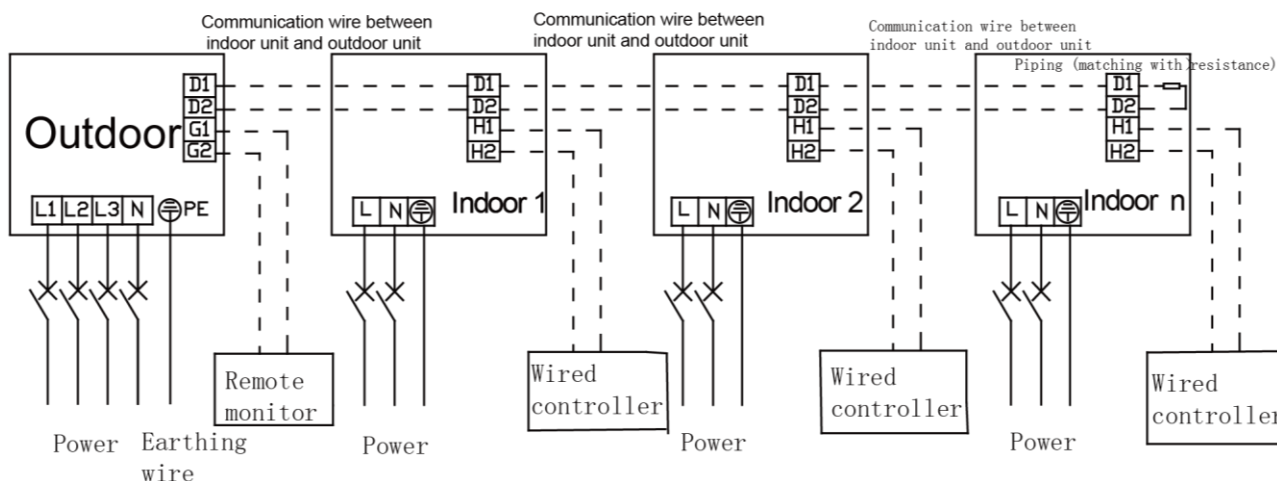 Communication wire between
indoor unit and outdoor unit
Communication wire between
indoor unit and outdoor unit
Communication wire between
indoor unit and outdoor unit
Piping (matching with resistance)
Outdoor
D1
D2
G1
G2
L1 L2 L3 N PE
D1
D2
H1
H2
Indoor 1
L N
D1
D2
H1
H2
Indoor 2
L N
D1
D2
H1
H2
Indoor n
L N
Remote
monitor
Wired
controller
Wired
controller
Wired
controller
Power
Earthing
wire
Power
Power
Power